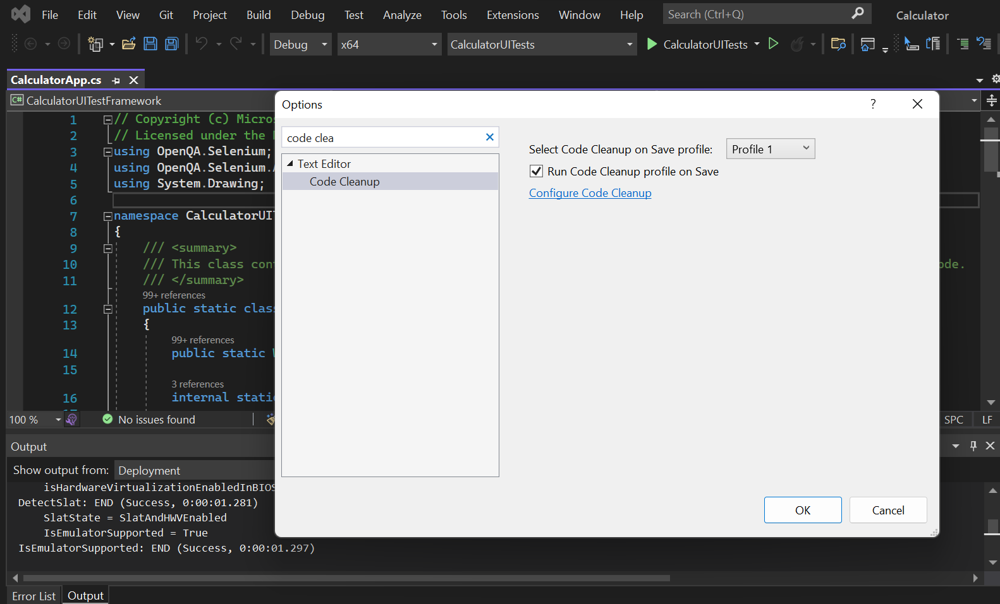 File Edit View Git Project Build Debug Test Analyze Tools Extensions Window Help Search (Ctrl+Q) Calculator
Debug x64 CalculatorUITests CalculatorUITests
CalculatorApp.cs
C# CalculatorUITestFramework
1 // Copyright (c) Micros
2 // Licensed under the
3 using OpenQA.Selenium;
4 using OpenQA.Selenium.
5 using System.Drawing;
6
7 namespace CalculatorUI
8 {
9 /// <summary>
10 /// This class con ode.
11 /// </summary>
99+ references
12 public static clas
13 {
99+ references
14 public static
15
3 references
16 internal static
100 % No issues found SPC LF
Options ?
code clea
Text Editor
Code Cleanup
Select Code Cleanup on Save profile: Profile 1
Run Code Cleanup profile on Save
Configure Code Cleanup
OK Cancel
Output
Show output from: Deployment
isHardwareVirtualizationEnabledInBIOS
DetectSlat: END (Success, 0:00:01.281)
SlatState = SlatAndHWVEnabled
IsEmulatorSupported = True
IsEmulatorSupported: END (Success, 0:00:01.297)
Error List Output